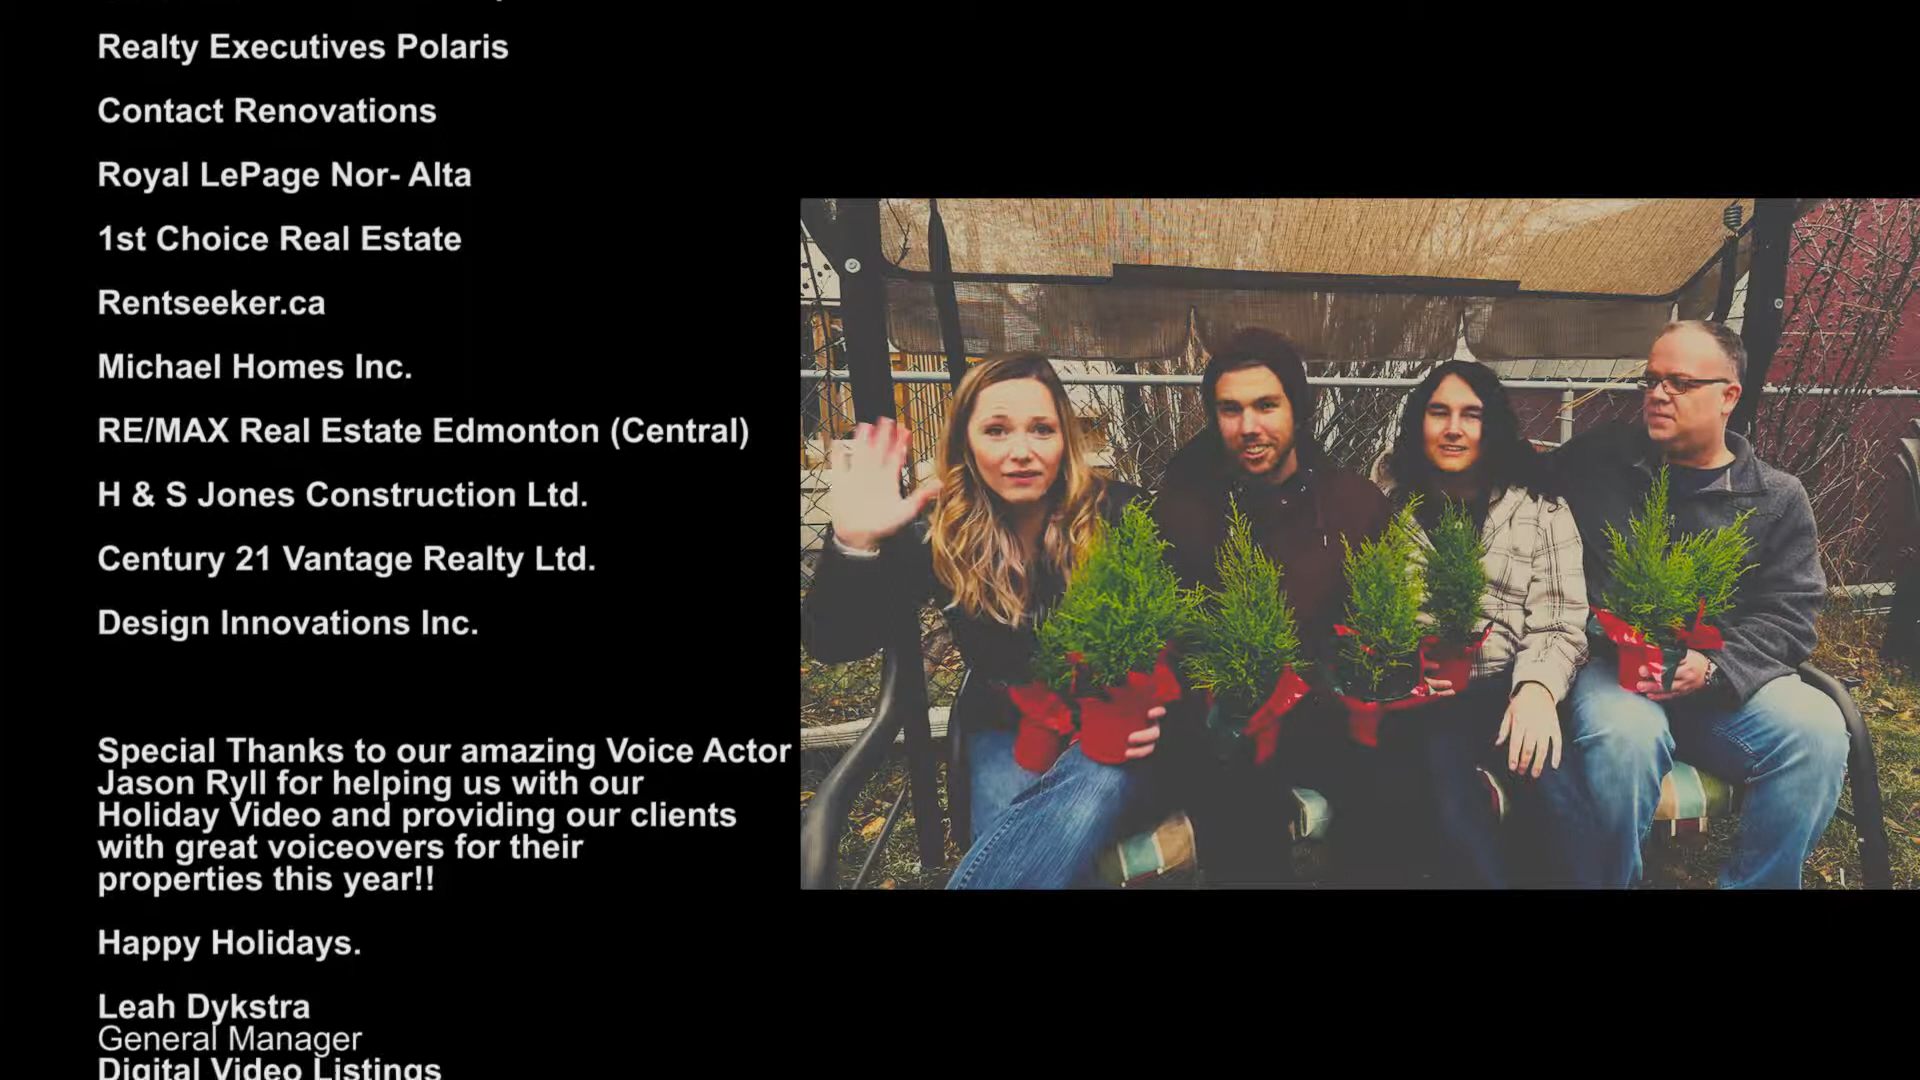 Realty Executives Polaris
Contact Renovations
Royal LePage Nor- Alta
1st Choice Real Estate
Rentseeker.ca
Michael Homes Inc.
RE/MAX Real Estate Edmonton (Central)
H & S Jones Construction Ltd.
Century 21 Vantage Realty Ltd.
Design Innovations Inc.
Special Thanks to our amazing Voice Actor
Jason Ryll for helping us with our
Holiday Video and providing our clients
with great voiceovers for their
properties this year!!
Happy Holidays.
Leah Dykstra
General Manager
Digital Video Listings